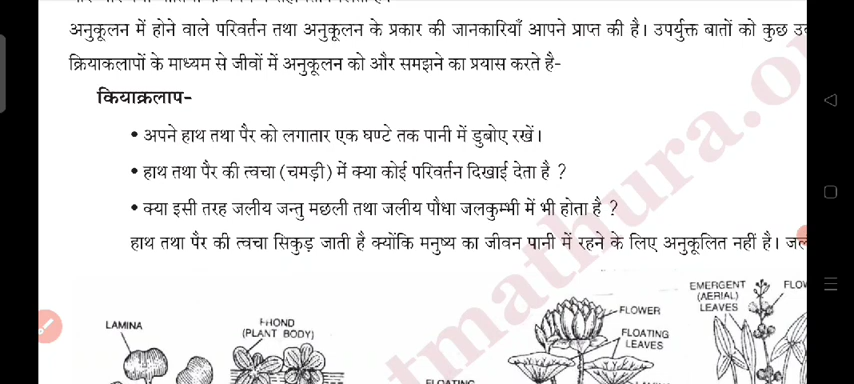 अनुकूलन में होने वाले परिवर्तन तथा अनुकूलन के प्रकार की जानकारियाँ आपने प्राप्त की है। उपर्युक्त बातों को कुछ
क्रियाकलापों के माध्यम से जीवों में अनुकूलन को और समझने का प्रयास करते है-
कियाक्रलाप-
• अपने हाथ तथा पैर को लगातार एक घण्टे तक पानी में डुबोए रखें।
• हाथ तथा पैर की त्वचा (चमड़ी) में क्या कोई परिवर्तन दिखाई देता है ?
• क्या इसी तरह जलीय जन्तु मछली तथा जलीय पौधा जलकुम्भी में भी होता है ?
हाथ तथा पैर की त्वचा सिकुड़ जाती है क्योंकि मनुष्य का जीवन पानी में रहने के लिए अनुकूलित नहीं है।
LAMINA
FHOND
(PLANT BODY)
FLOWER
FLOATING
LEAVES
EMERGENT
(AERIAL)
LEAVES
FLOATING